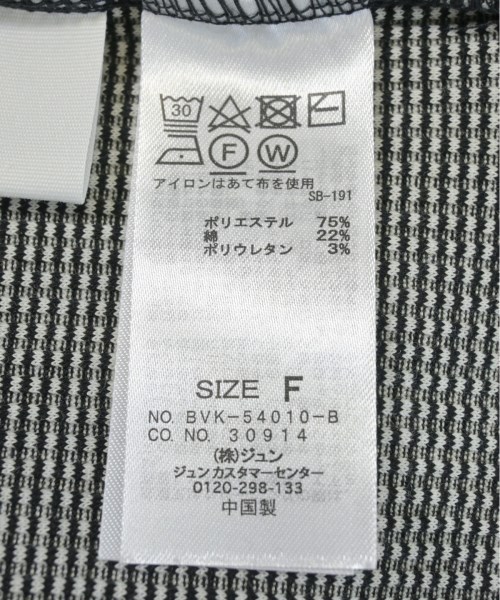 30
F W
アイロンはあて布を使用
SB-191
ポリエステル 75%
綿 22%
ポリウレタン 3%
SIZE F
NO. BVK-54010-B
CO. NO. 30914
(株)ジュン
ジュンカスタマーセンター
0120-298-133
中国製